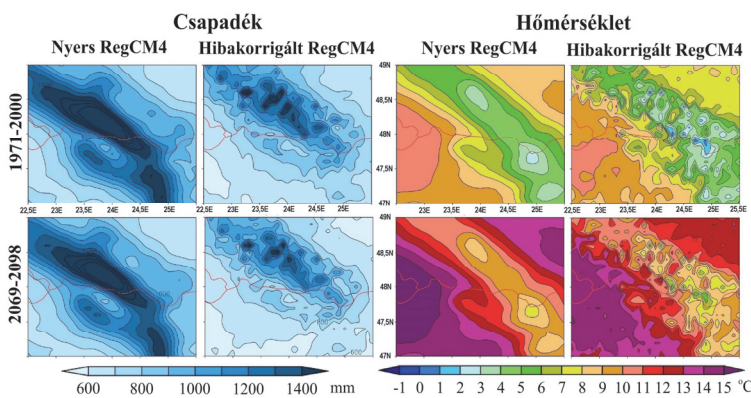 Csapadék
Hőmérséklet
Nyers RegCM4
Hibakorrigált RegCM4
Nyers RegCM4
Hibakorrigált RegCM4
1971-2000
49N
48,5N
48N
47,5N
47N
22,5E 23E 23,5E 24E 24,5E 25E 22,5E 23E 23,5E 24E 24,5E 25E
22,5E 23E 23,5E 24E 24,5E 25E 22,5E 23E 23,5E 24E 24,5E 25E 25,5E
2069-2098
49N
48,5N
48N
47,5N
47N
600 800 1000 1200 1400 mm
-1 0 1 2 3 4 5 6 7 8 9 10 11 12 13 14 15 °C